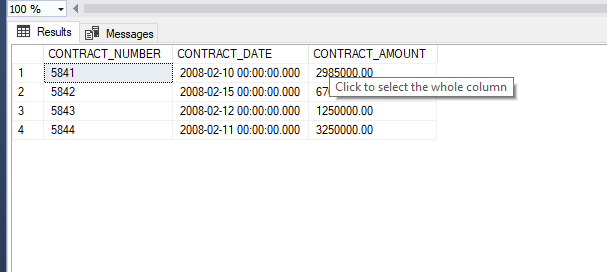 100 %
Results Messages
CONTRACT_NUMBER CONTRACT_DATE CONTRACT_AMOUNT
1 5841 2008-02-10 00:00:00.000 2985000.00
2 5842 2008-02-15 00:00:00.000 Click to select the whole column
3 5843 2008-02-12 00:00:00.000 1250000.00
4 5844 2008-02-11 00:00:00.000 3250000.00